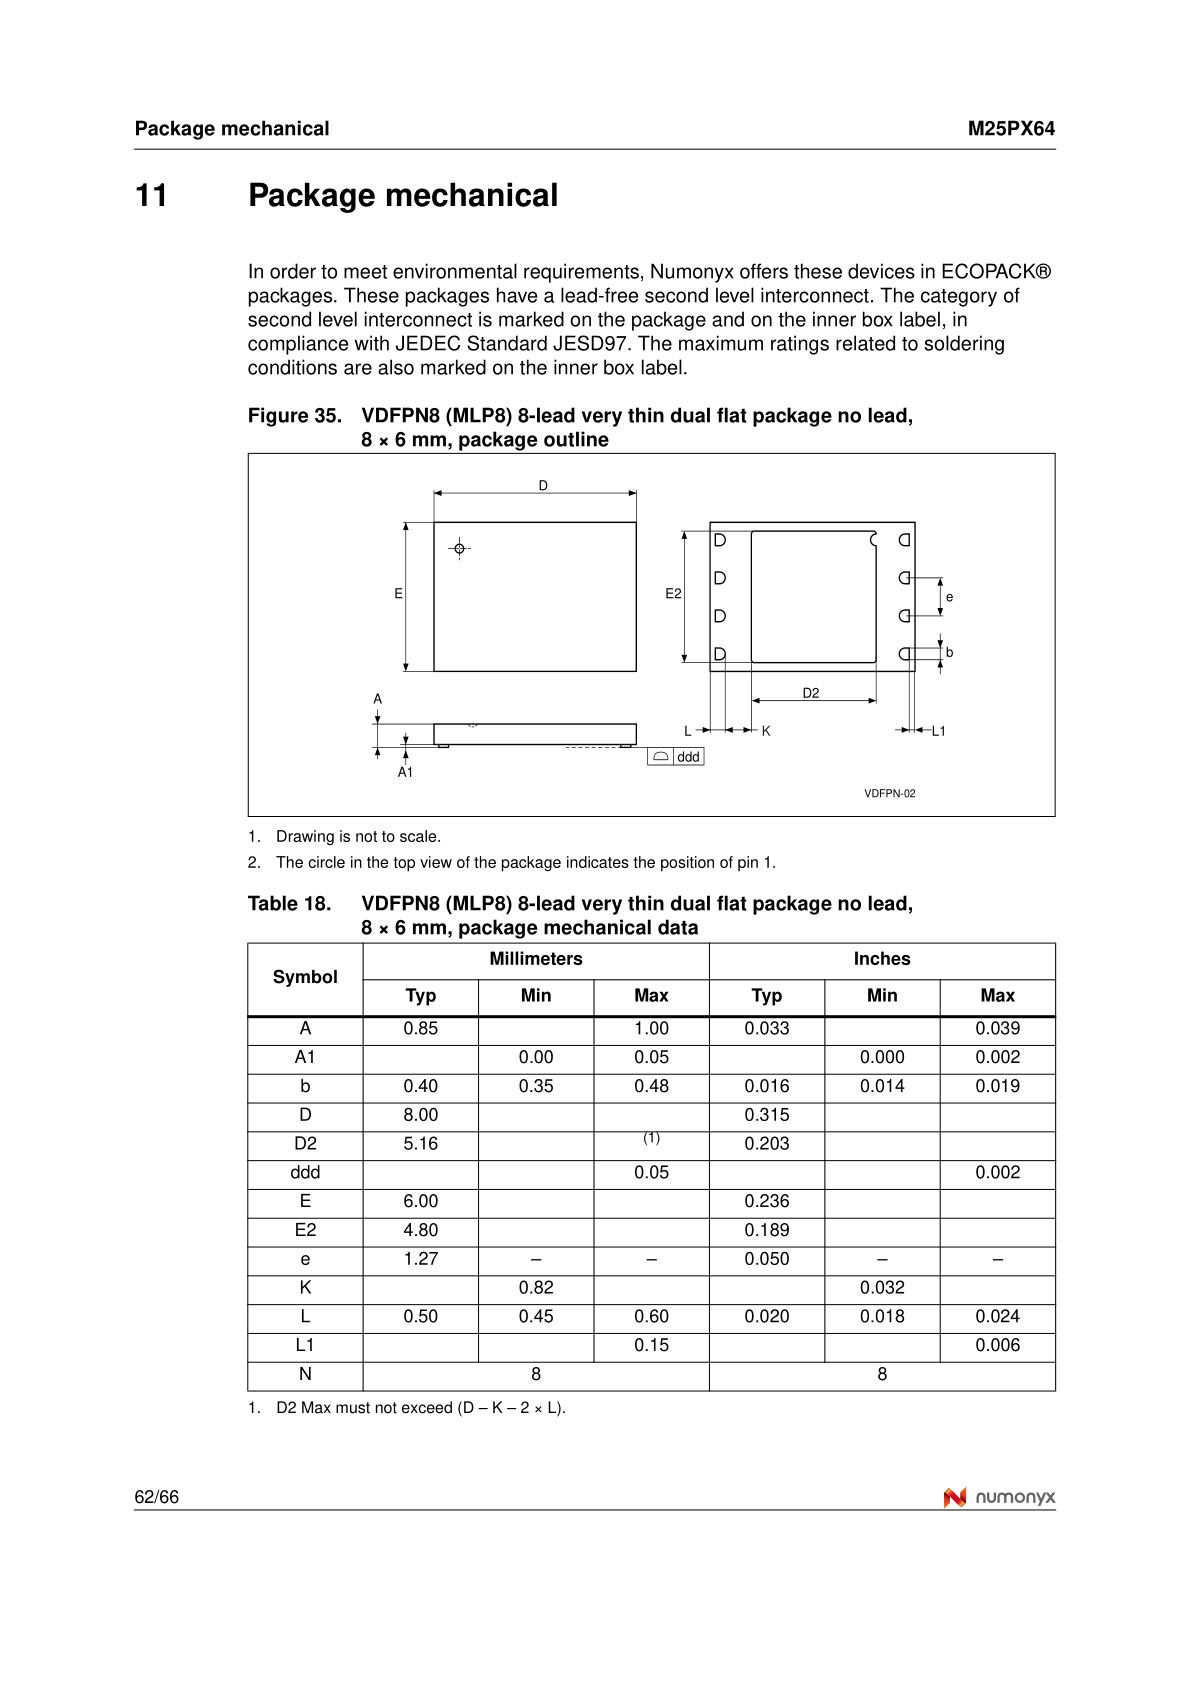 Package mechanical M25PX64
11 Package mechanical
In order to meet environmental requirements, Numonyx offers these devices in ECOPACK®
packages. These packages have a lead-free second level interconnect. The category of
second level interconnect is marked on the package and on the inner box label, in
compliance with JEDEC Standard JESD97. The maximum ratings related to soldering
conditions are also marked on the inner box label.
Figure 35. VDFPN8 (MLP8) 8-lead very thin dual flat package no lead,
8 × 6 mm, package outline
D
E E2 e
b
A D2
L K L1
ddd
A1
VDFPN-02
1. Drawing is not to scale.
2. The circle in the top view of the package indicates the position of pin 1.
Table 18. VDFPN8 (MLP8) 8-lead very thin dual flat package no lead,
8 × 6 mm, package mechanical data
Symbol Millimeters Inches
Typ Min Max Typ Min Max
A 0.85 1.00 0.033 0.039
A1 0.00 0.05 0.000 0.002
b 0.40 0.35 0.48 0.016 0.014 0.019
D 8.00 0.315
D2 5.16 (1) 0.203
ddd 0.05 0.002
E 6.00 0.236
E2 4.80 0.189
e 1.27 – – 0.050 – –
K 0.82 0.032
L 0.50 0.45 0.60 0.020 0.018 0.024
L1 0.15 0.006
N 8 8
1. D2 Max must not exceed (D – K – 2 × L).
62/66 numonyx